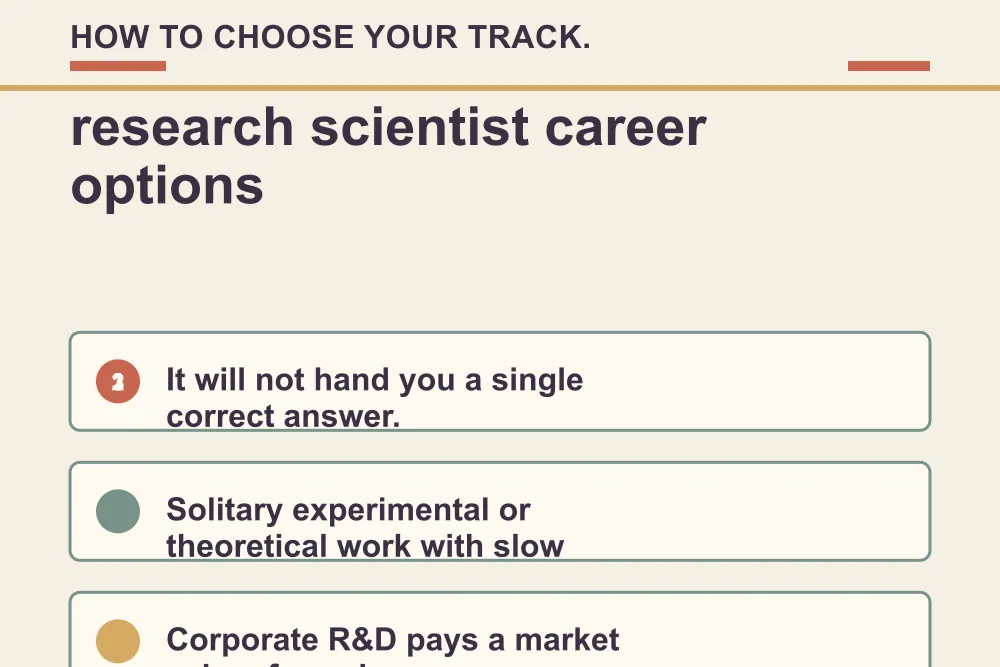 HOW TO CHOOSE YOUR TRACK.
research scientist career
options
It will not hand you a single
correct answer.
Solitary experimental or
theoretical work with slow
Corporate R&D pays a market